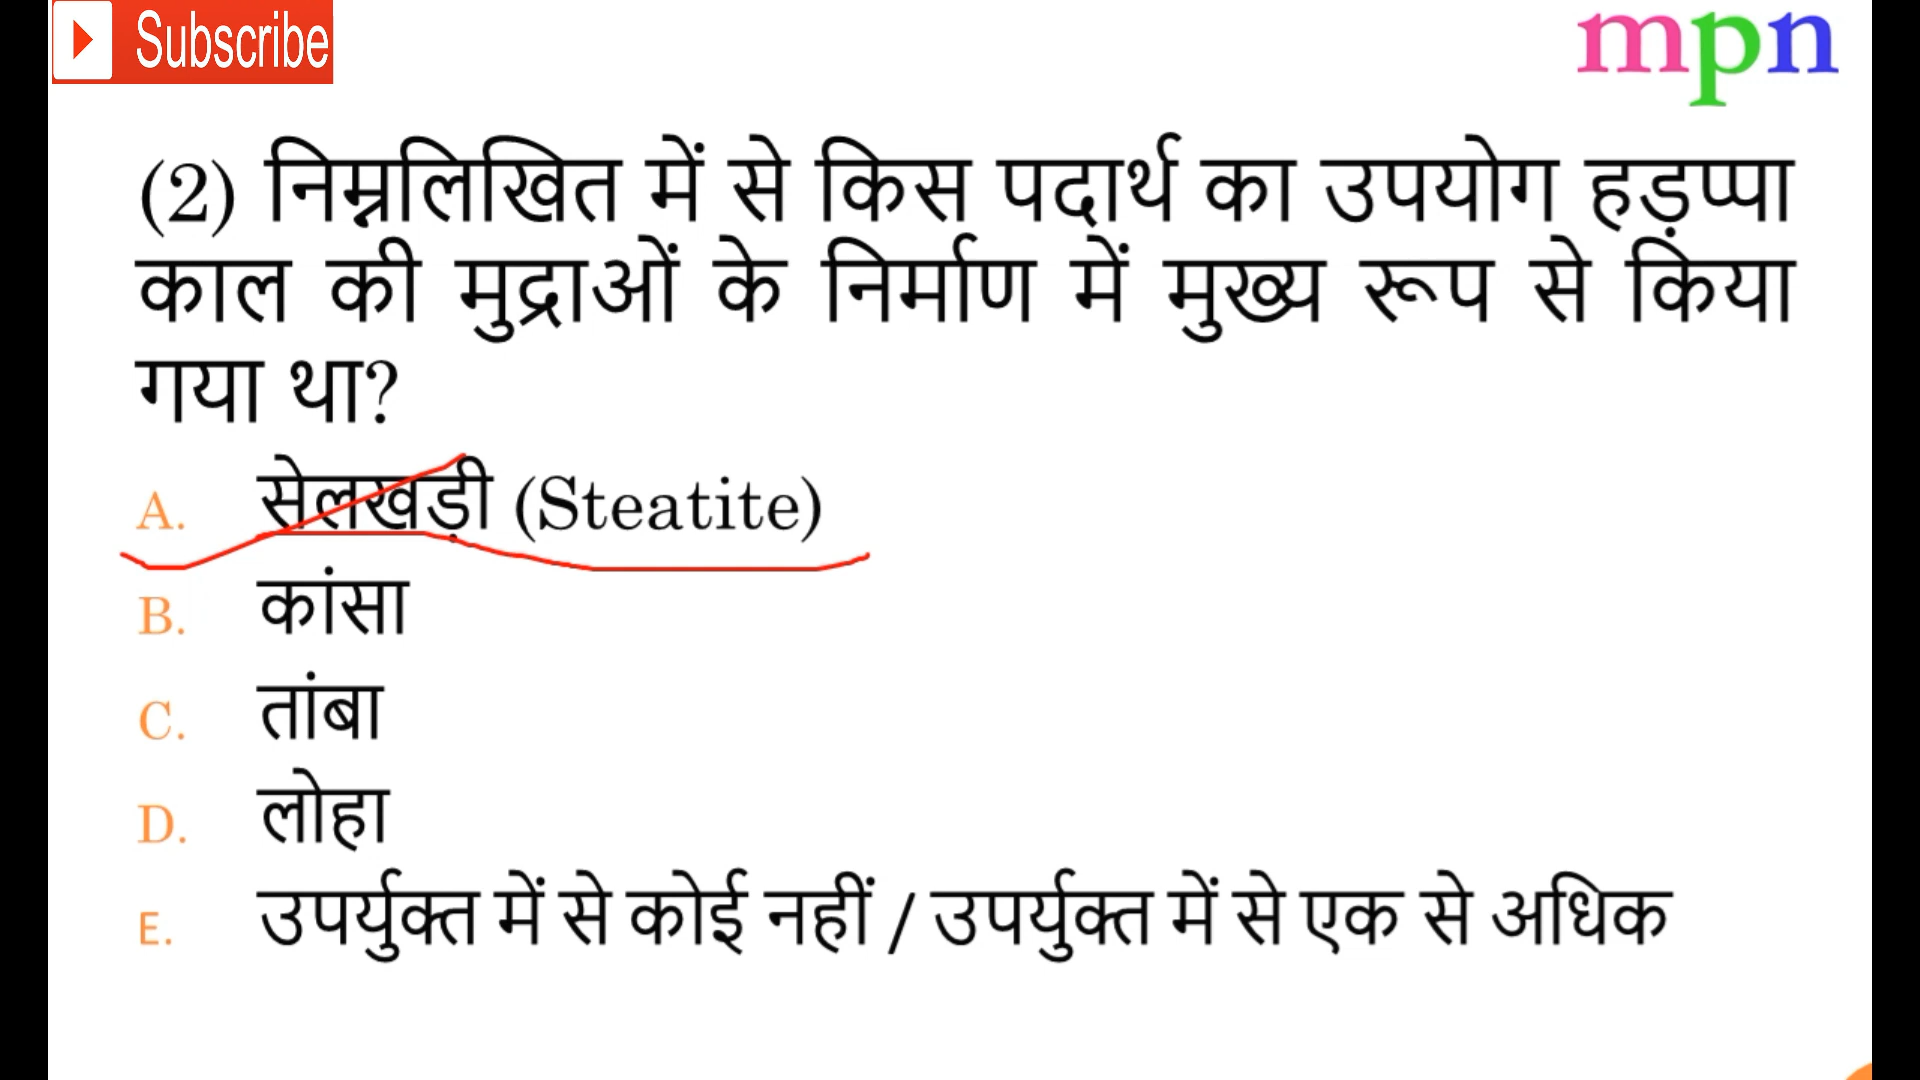 Subscribe
mpn
(2) निम्नलिखित में से किस पदार्थ का उपयोग हड़प्पा
काल की मुद्राओं के निर्माण में मुख्य रूप से किया
गया था?
A. सेलखड़ी (Steatite)
B. कांसा
C. तांबा
D. लोहा
E. उपर्युक्त में से कोई नहीं / उपर्युक्त में से एक से अधिक